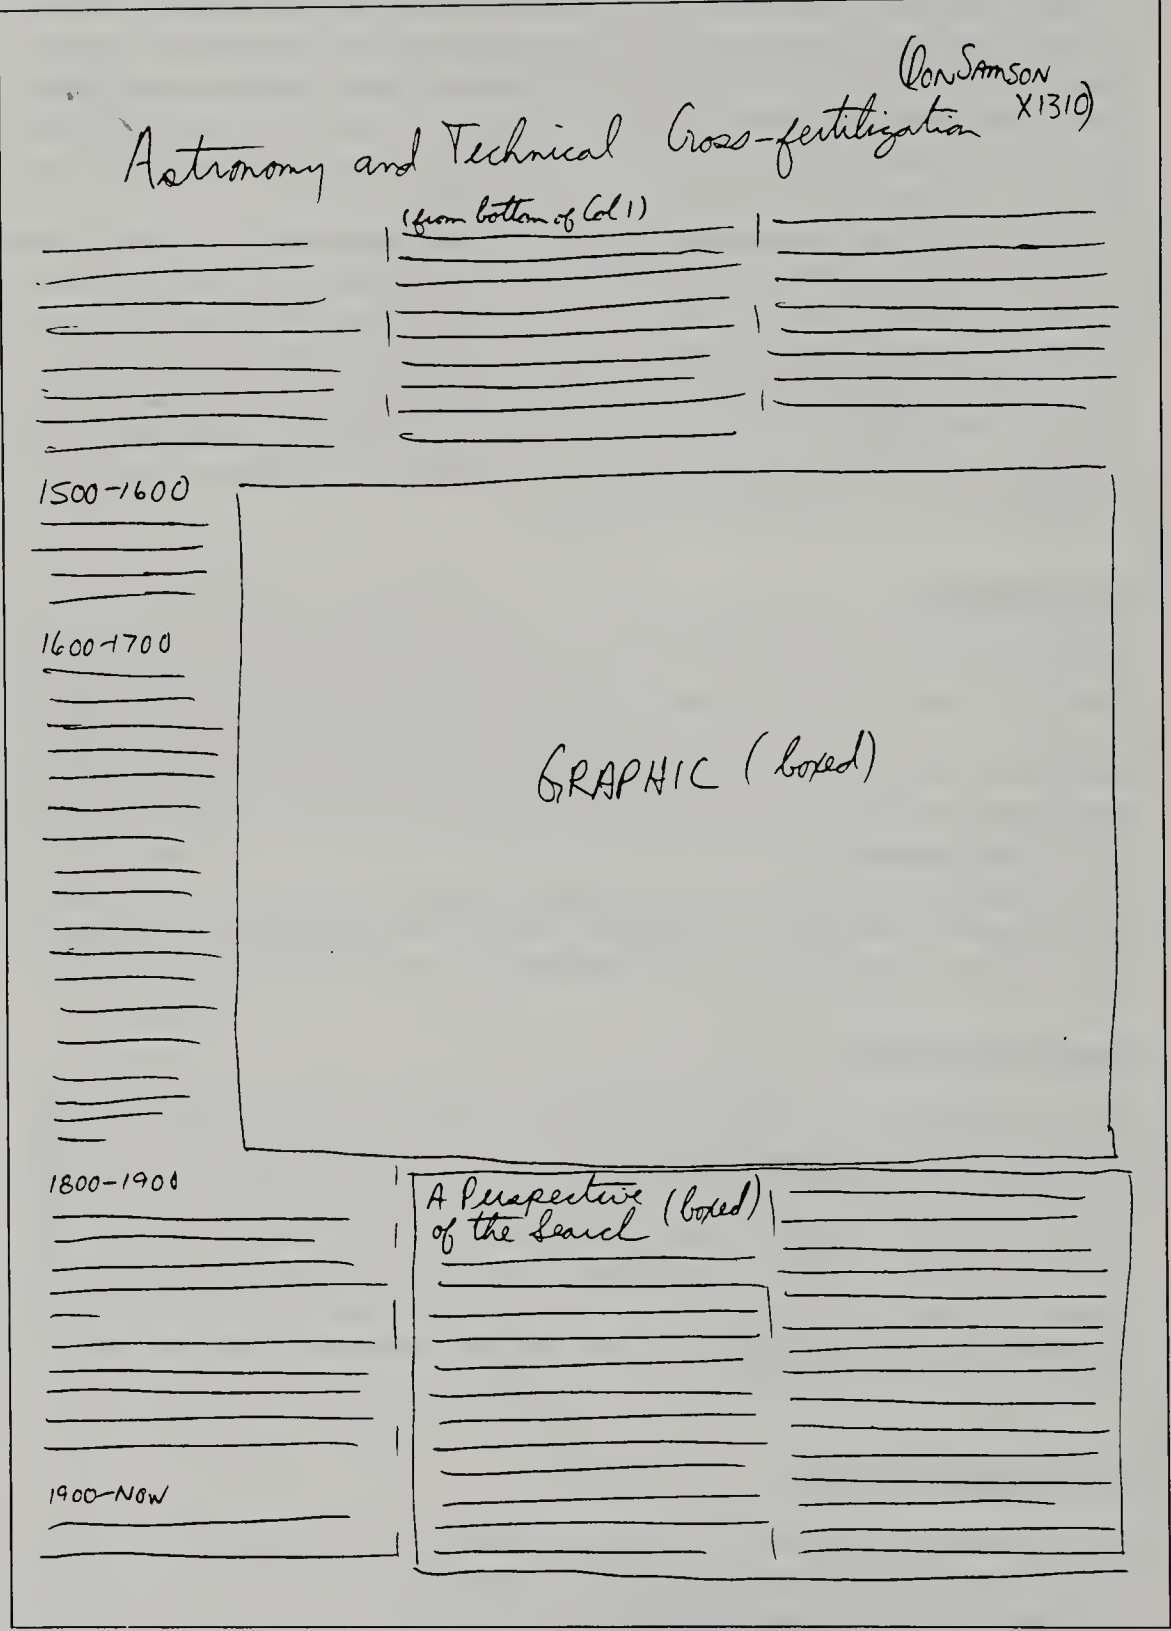 (Don Samson
X1310)
Astronomy and Technical Cross-fertilization
(from bottom of Col 1)
1500-1600
1600-1700
GRAPHIC (boxed)
1800-1900
1900-NOW
A Perspective
of the Search (boxed)